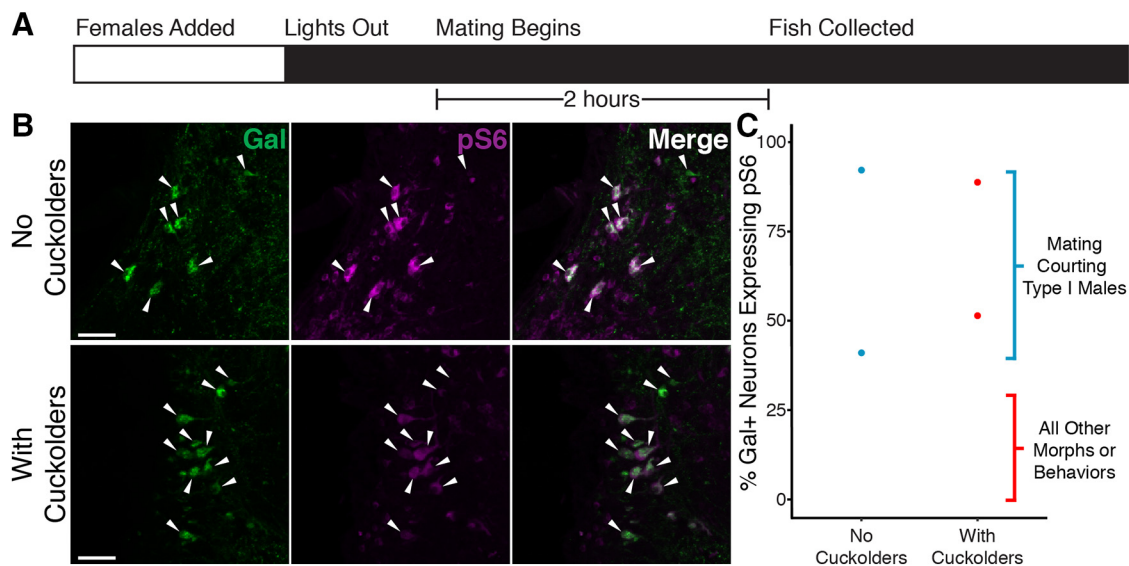 A
Females Added
Lights Out
Mating Begins
Fish Collected
2 hours
B
Gal
pS6
Merge
No
Cuckolders
With
Cuckolders
C
% Gal+ Neurons Expressing pS6
100
75
50
25
0
No
Cuckolders
With
Cuckolders
Mating
Courting
Type I Males
All Other
Morphs or
Behaviors